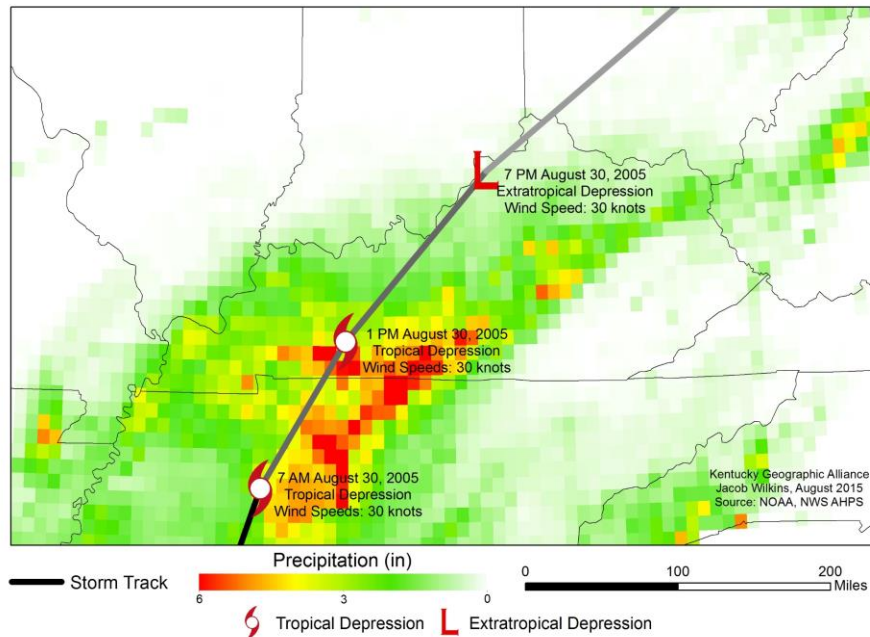 7 PM August 30, 2005
Extratropical Depression
Wind Speed: 30 knots
1 PM August 30, 2005
Tropical Depression
Wind Speeds: 30 knots
7 AM August 30, 2005
Tropical Depression
Wind Speeds: 30 knots
Kentucky Geographic Alliance
Jacob Wilkins, August 2015
Source: NOAA, NWS AHPS
Storm Track
Precipitation (in)
6 3 0
0 100 200
Miles
Tropical Depression
L Extratropical Depression